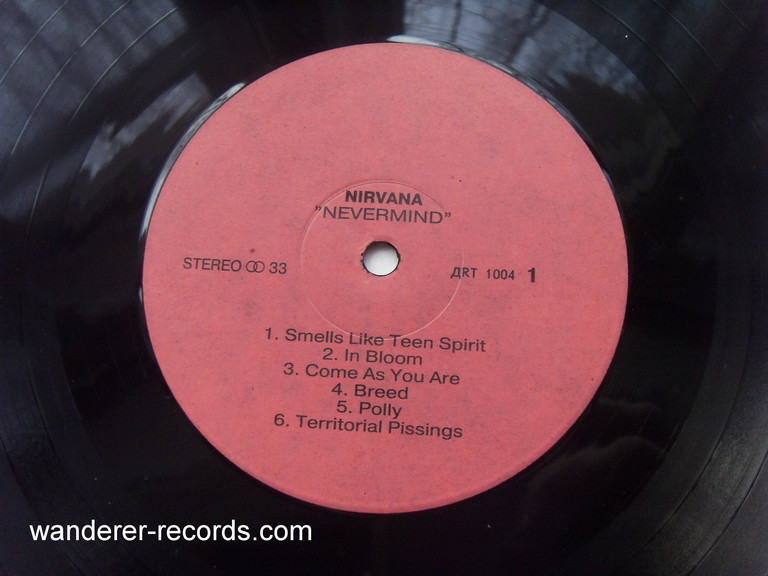 NIRVANA
”NEVERMIND”
STEREO ꝏ 33
ДRT 1004 1
1. Smells Like Teen Spirit
2. In Bloom
3. Come As You Are
4. Breed
5. Polly
6. Territorial Pissings
wanderer-records.com